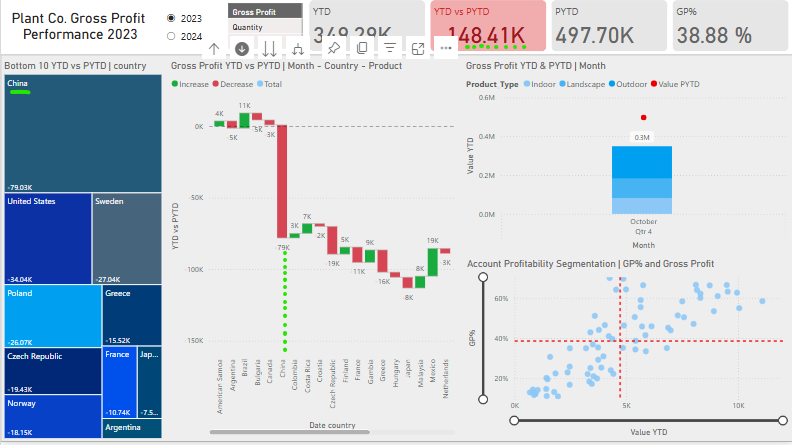 Plant Co. Gross Profit
Performance 2023
2023
2024
Gross Profit
Quantity
YTD
349.29K
YTD vs PYTD
148.41K
PYTD
497.70K
GP%
38.88 %
Bottom 10 YTD vs PYTD | country
China
-79.03K
United States
-34.04K
Sweden
-27.04K
Poland
-26.07K
Greece
-15.52K
Czech Republic
-19.43K
France
-10.74K
Jap...
-7.5...
Norway
-18.15K
Argentina
Gross Profit YTD vs PYTD | Month - Country - Product
Increase Decrease Total
YTD vs PYTD
0K
-50K
-100K
-150K
4K
-5K
11K
-5K
-3K
-79K
3K
7K
-2K
-19K
5K
-11K
9K
-16K
-8K
8K
19K
-3K
American Samoa
Argentina
Brazil
Bulgaria
Canada
China
Colombia
Costa Rica
Croatia
Czech Republic
Finland
France
Gambia
Greece
Hungary
Japan
Malaysia
Mexico
Netherlands
Date country
Gross Profit YTD & PYTD | Month
Product Type Indoor Landscape Outdoor Value PYTD
Value YTD
0.6M
0.4M
0.2M
0.0M
0.3M
October
Qtr 4
Month
Account Profitability Segmentation | GP% and Gross Profit
GP%
60%
40%
20%
0K
5K
10K
Value YTD